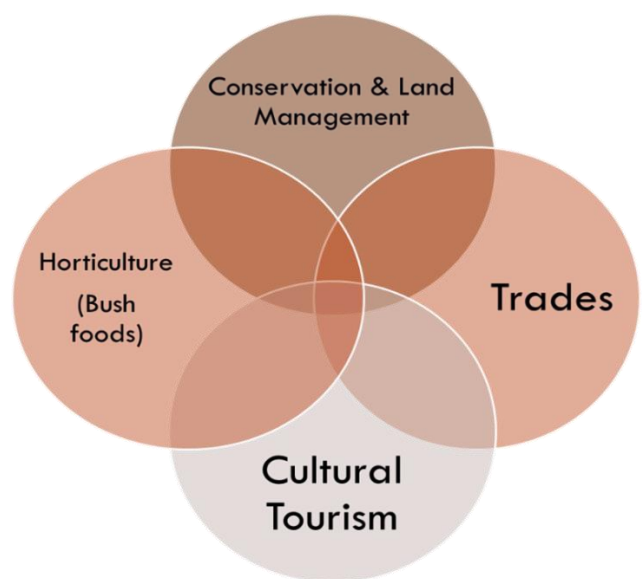 Conservation & Land
Management
Horticulture
(Bush
foods)
Trades
Cultural
Tourism